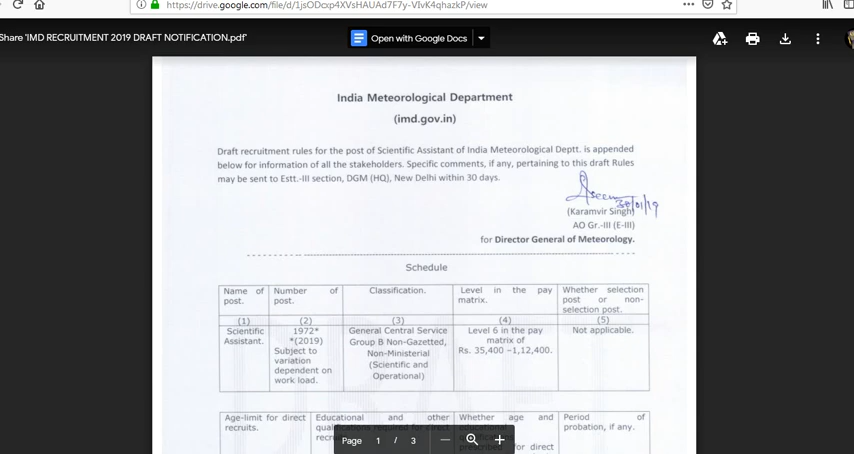 https://drive.google.com/file/d/1jsODcxp4XVsHAUAd7F7y-VIvK4qhazkP/view
Share 'IMD RECRUITMENT 2019 DRAFT NOTIFICATION.pdf'
Open with Google Docs
India Meteorological Department
(imd.gov.in)
Draft recruitment rules for the post of Scientific Assistant of India Meteorological Deptt. is appended
below for information of all the stakeholders. Specific comments, if any, pertaining to this draft Rules
may be sent to Estt.-III section, DGM (HQ), New Delhi within 30 days.
30/01/19
(Karamvir Singh)
AO Gr.-III (E-III)
for Director General of Meteorology.
Schedule
Name of post. Number of post. Classification. Level in the pay matrix. Whether selection post or non-selection post.
(1) (2) (3) (4) (5)
Scientific Assistant. 1972* *(2019) Subject to variation dependent on work load. General Central Service Group B Non-Gazetted, Non-Ministerial (Scientific and Operational) Level 6 in the pay matrix of Rs. 35,400 –1,12,400. Not applicable.
Age-limit for direct recruits. Educational and other Whether age and for direct Period of probation, if any.
Page 1 / 3